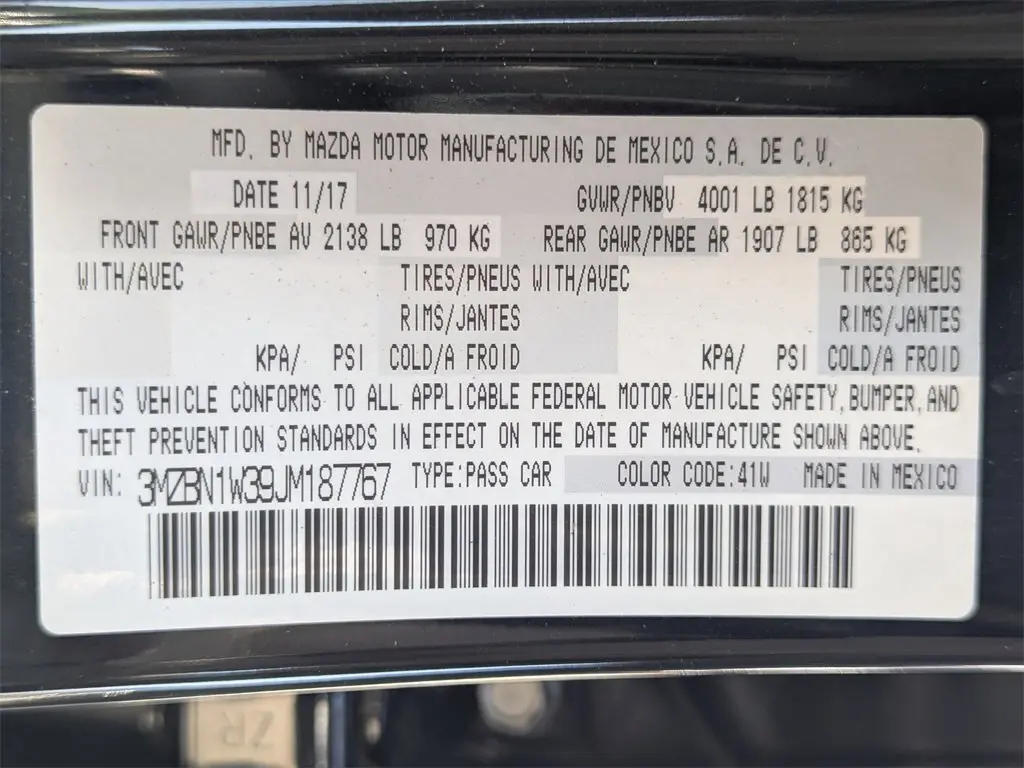 MFD. BY MAZDA MOTOR MANUFACTURING DE MEXICO S.A. DE C.V.
DATE 11/17 GVWR/PNBV 4001 LB 1815 KG
FRONT GAWR/PNBE AV 2138 LB 970 KG REAR GAWR/PNBE AR 1907 LB 865 KG
WITH/AVEC TIRES/PNEUS WITH/AVEC TIRES/PNEUS
RIMS/JANTES RIMS/JANTES
KPA/ PSI COLD/A FROID KPA/ PSI COLD/A FROID
THIS VEHICLE CONFORMS TO ALL APPLICABLE FEDERAL MOTOR VEHICLE SAFETY, BUMPER, AND
THEFT PREVENTION STANDARDS IN EFFECT ON THE DATE OF MANUFACTURE SHOWN ABOVE.
VIN: 3MZBN1W39JM187767 TYPE:PASS CAR COLOR CODE:41W MADE IN MEXICO
ZR